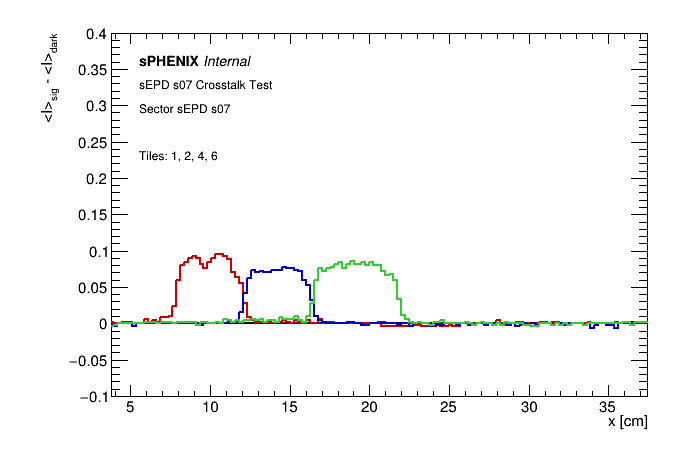 <I>sig - <I>dark
0.4
0.35
0.3
0.25
0.2
0.15
0.1
0.05
0
−0.05
−0.1
sPHENIX Internal
sEPD s07 Crosstalk Test
Sector sEPD s07
Tiles: 1, 2, 4, 6
5 10 15 20 25 30 35
x [cm]